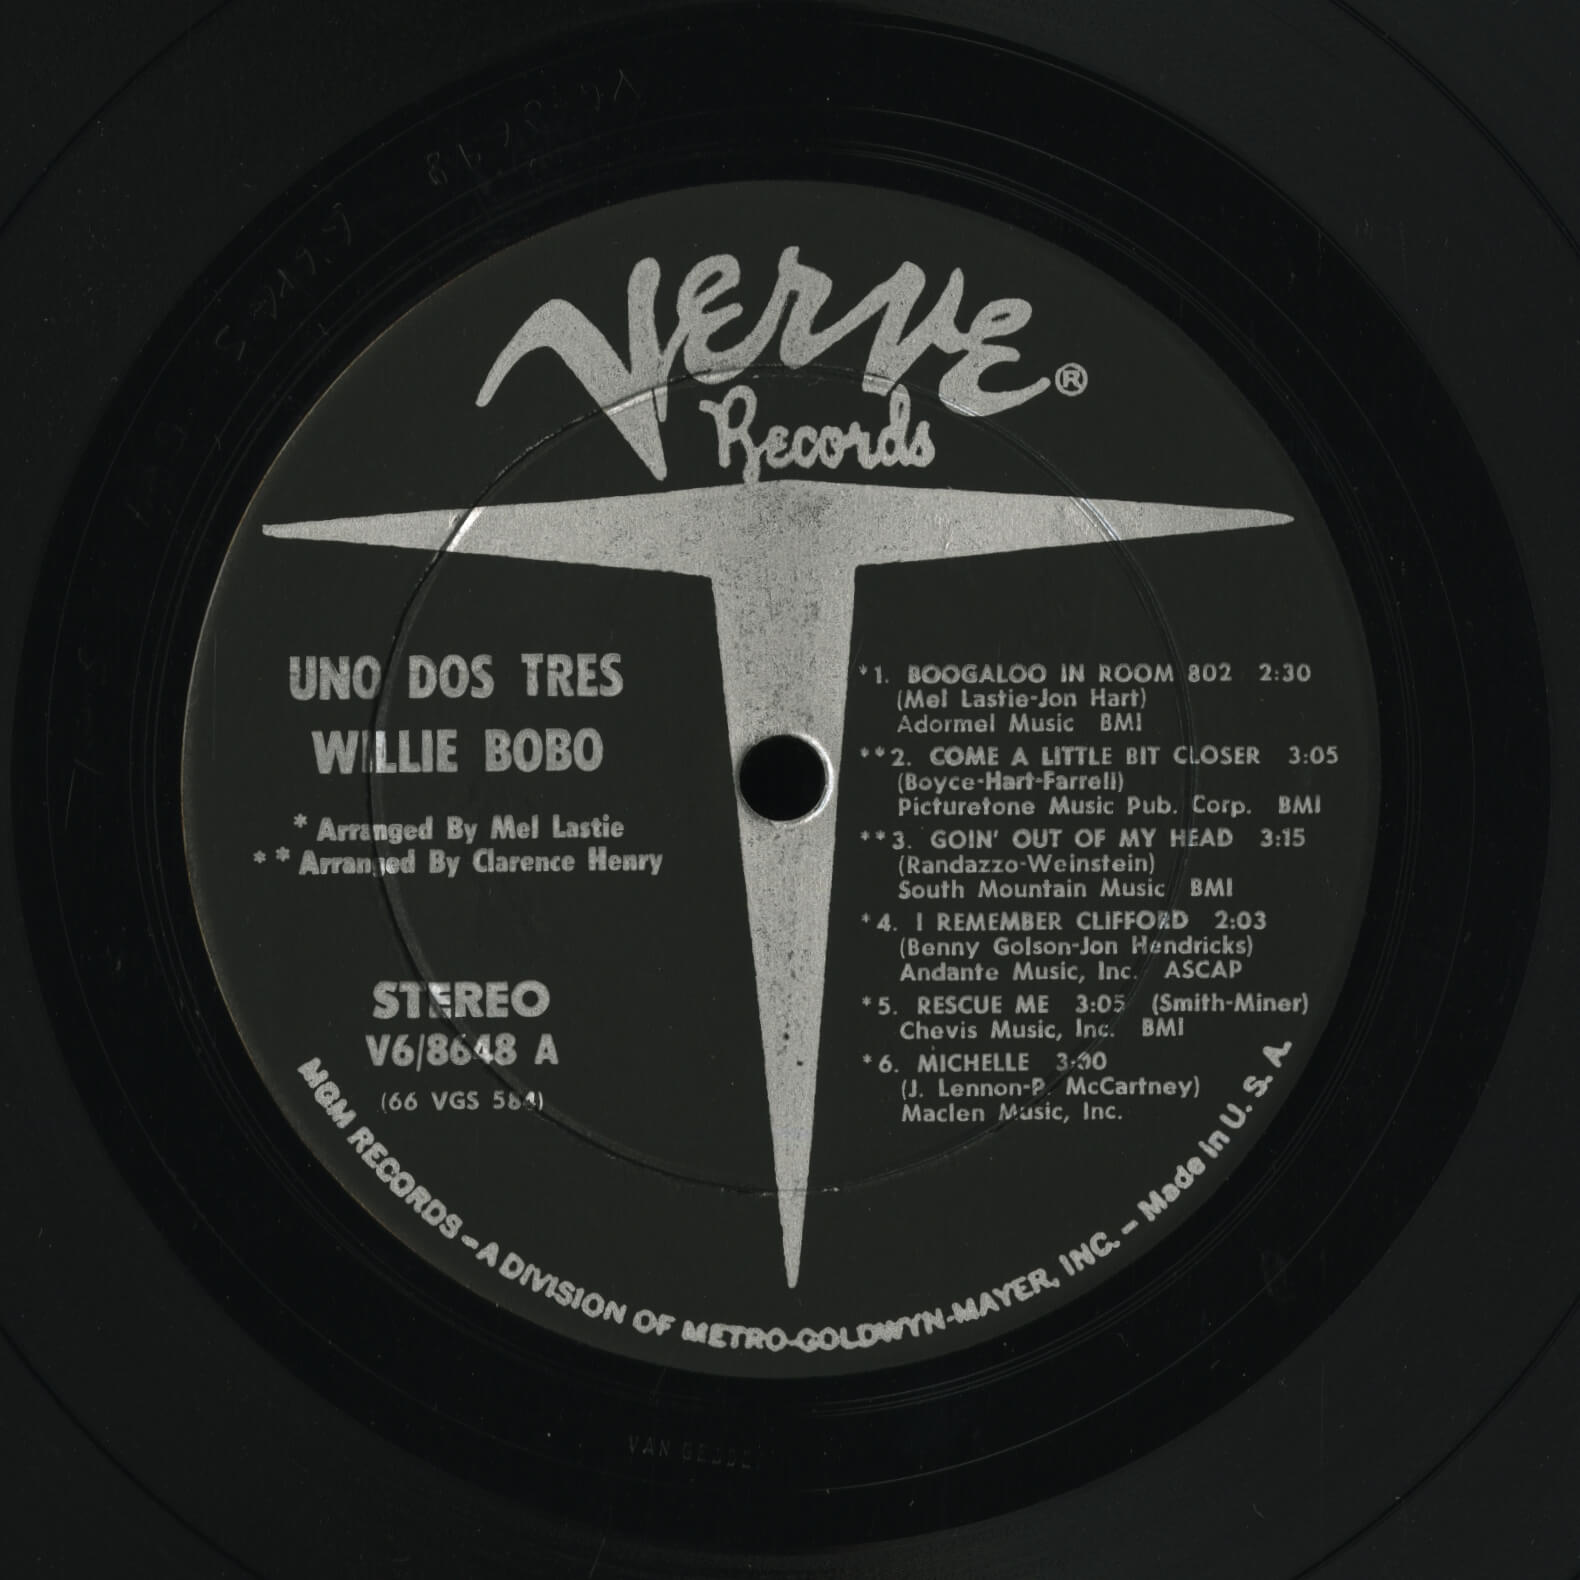 Verve®
Records
UNO DOS TRES
WILLIE BOBO
* Arranged By Mel Lastie
** Arranged By Clarence Henry
STEREO
V6/8648 A
(66 VGS 584)
*1. BOOGALOO IN ROOM 802 2:30
(Mel Lastie-Jon Hart)
Adormel Music BMI
**2. COME A LITTLE BIT CLOSER 3:05
(Boyce-Hart-Farrell)
Picturetone Music Pub. Corp. BMI
**3. GOIN' OUT OF MY HEAD 3:15
(Randazzo-Weinstein)
South Mountain Music BMI
*4. I REMEMBER CLIFFORD 2:03
(Benny Golson-Jon Hendricks)
Andante Music, Inc. ASCAP
*5. RESCUE ME 3:05 (Smith-Miner)
Chevis Music, Inc. BMI
*6. MICHELLE 3:00
(J. Lennon-P. McCartney)
Maclen Music, Inc.
MGM RECORDS – A DIVISION OF METRO-GOLDWYN-MAYER, INC. – Made in U. S. A.
VAN